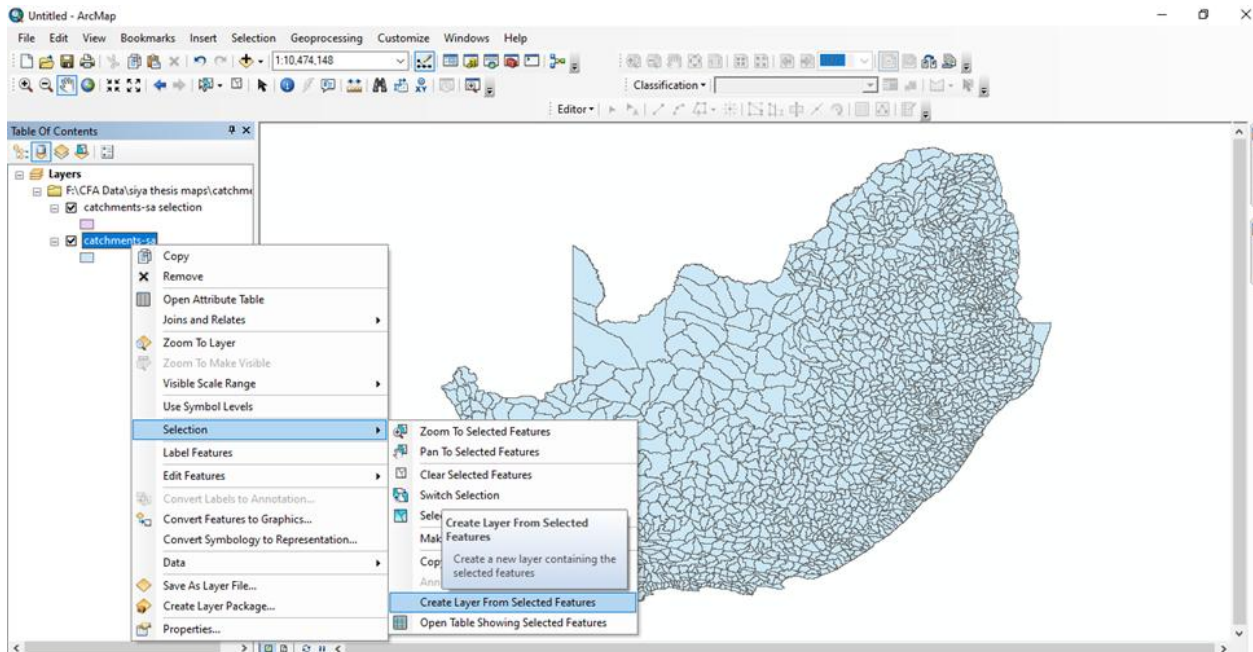 Untitled - ArcMap
File Edit View Bookmarks Insert Selection Geoprocessing Customize Windows Help
1:10,474,148
Classification
Editor
Table Of Contents
Layers
F:\CFA Data\siya thesis maps\catchme
catchments-sa selection
catchments-sa
Copy
Remove
Open Attribute Table
Joins and Relates
Zoom To Layer
Zoom To Make Visible
Visible Scale Range
Use Symbol Levels
Selection
Label Features
Edit Features
Convert Labels to Annotation...
Convert Features to Graphics...
Convert Symbology to Representation...
Data
Save As Layer File...
Create Layer Package...
Properties...
Zoom To Selected Features
Pan To Selected Features
Clear Selected Features
Switch Selection
Sele
Mak
Cop
Ann
Create Layer From Selected Features
Open Table Showing Selected Features
Create Layer From Selected
Features
Create a new layer containing the
selected features